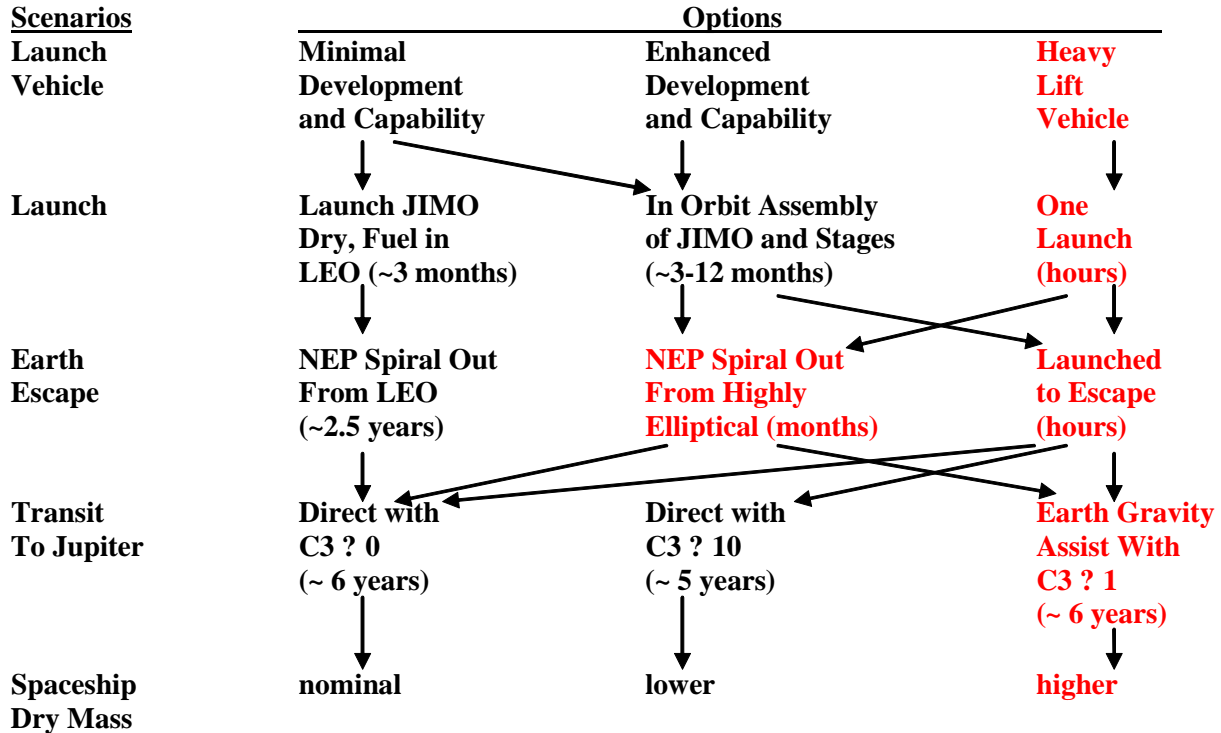 Scenarios Options
Launch Minimal Enhanced Heavy
Vehicle Development Development Lift
and Capability and Capability Vehicle
Launch Launch JIMO In Orbit Assembly One
Dry, Fuel in of JIMO and Stages Launch
LEO (~3 months) (~3-12 months) (hours)
Earth NEP Spiral Out NEP Spiral Out Launched
Escape From LEO From Highly to Escape
(~2.5 years) Elliptical (months) (hours)
Transit Direct with Direct with Earth Gravity
To Jupiter C3 ? 0 C3 ? 10 Assist With
(~ 6 years) (~ 5 years) C3 ? 1
(~ 6 years)
Spaceship nominal lower higher
Dry Mass